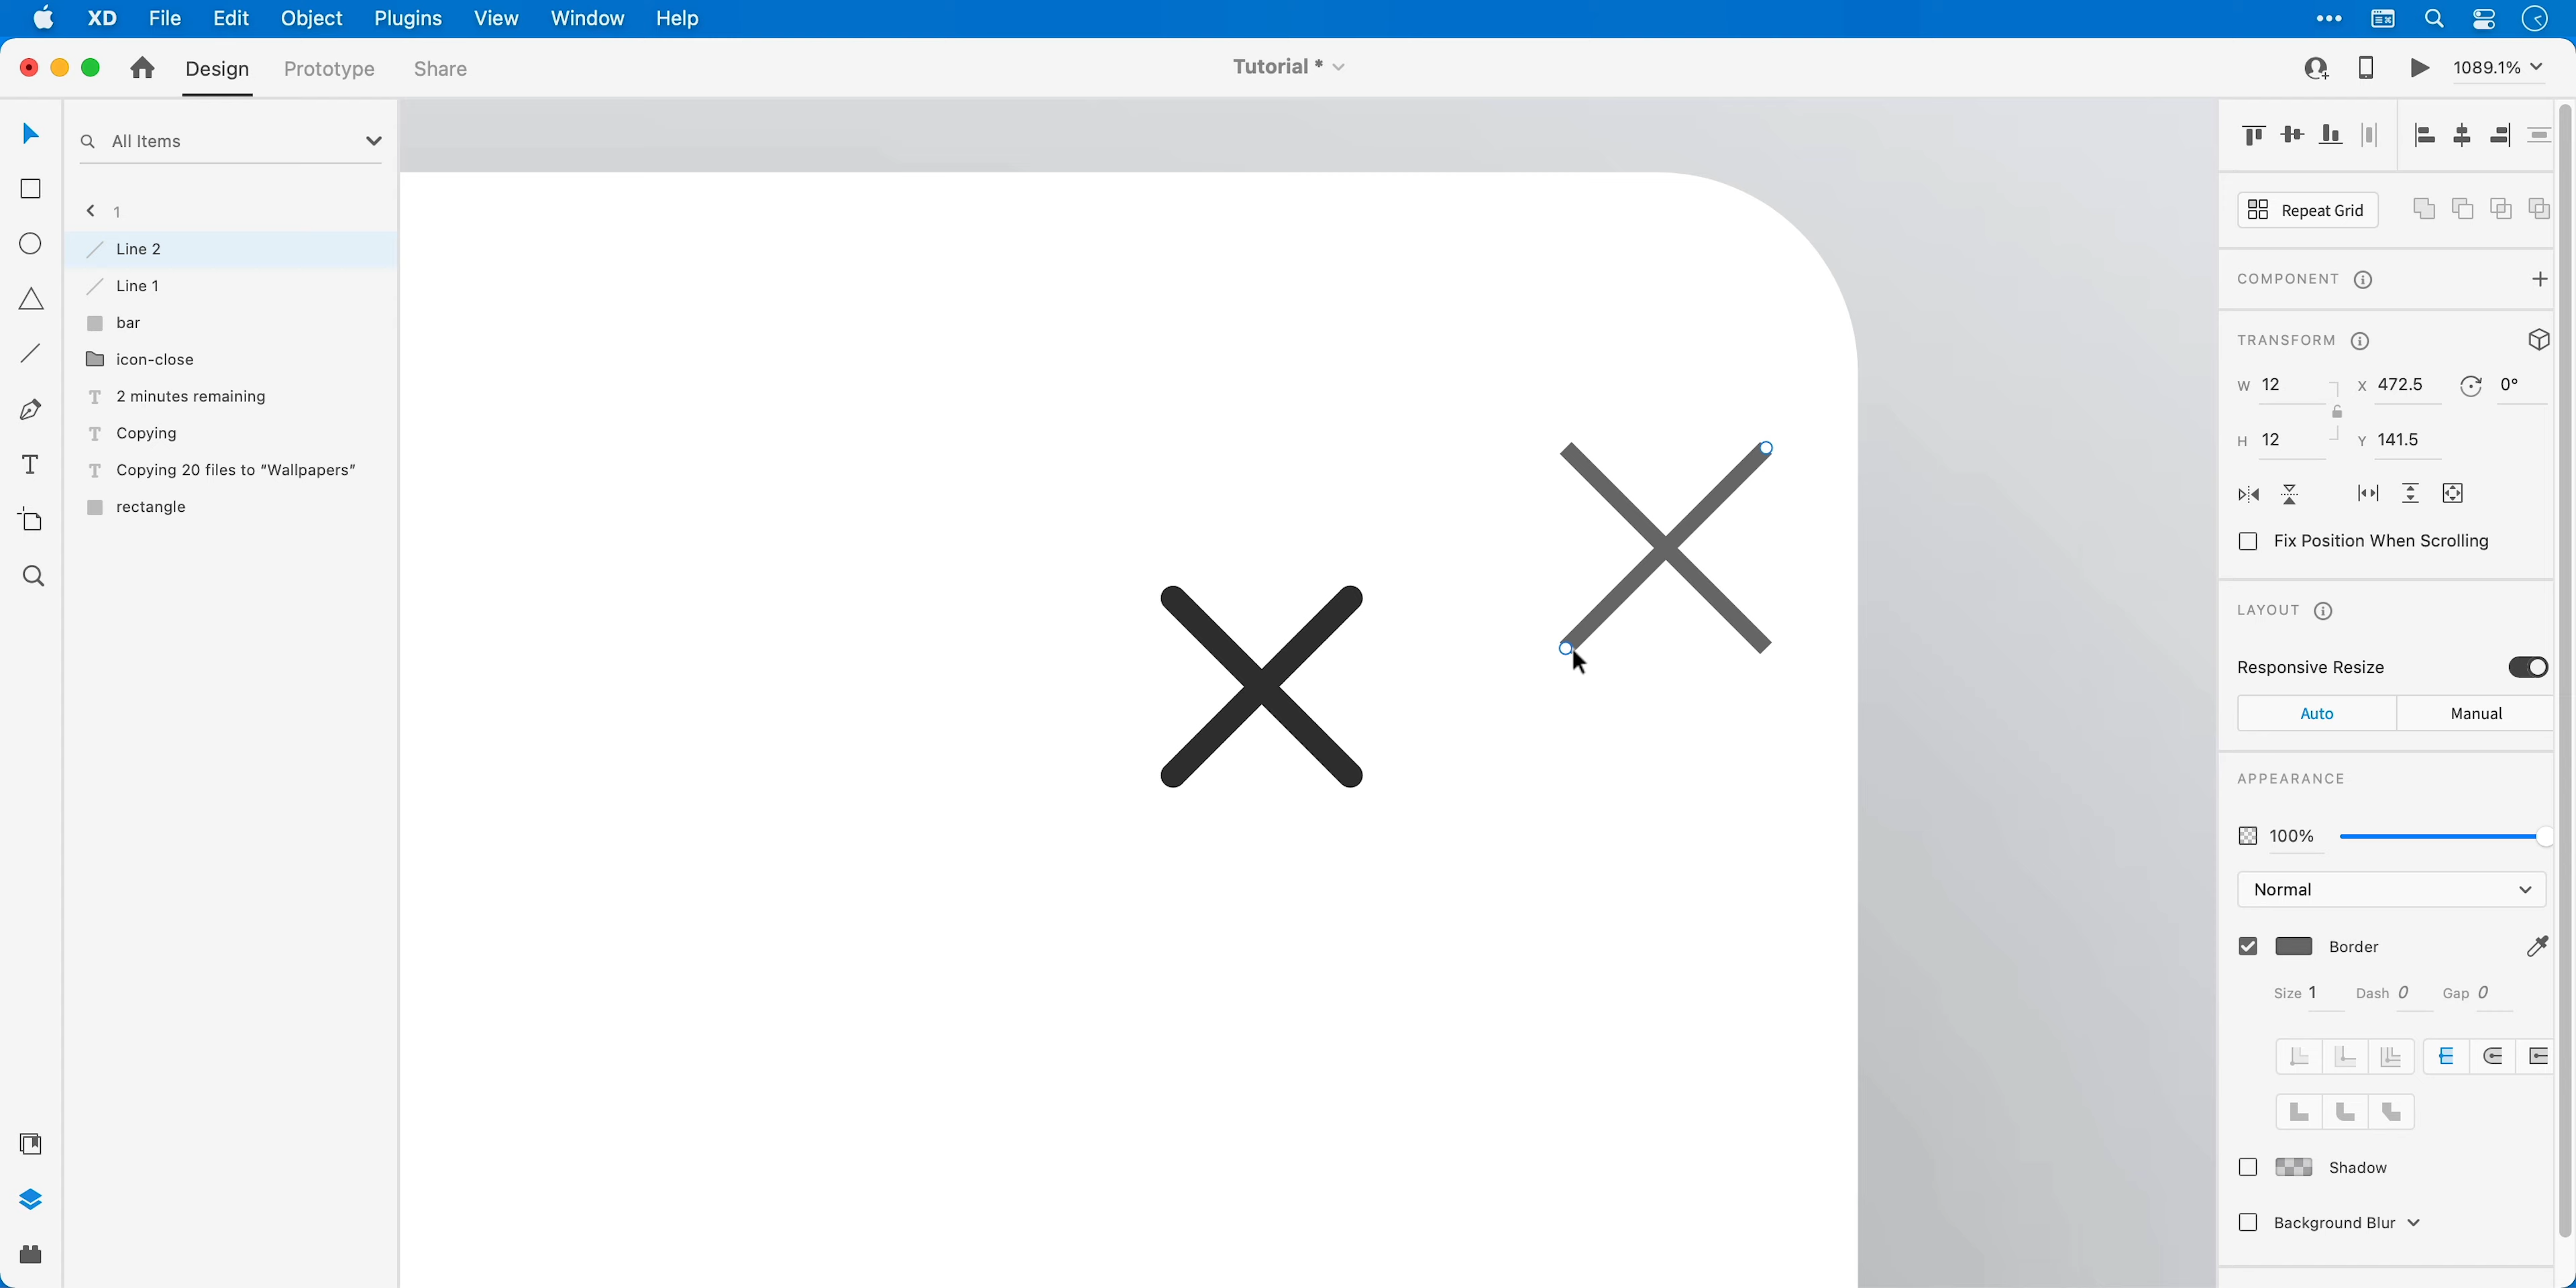 XD File Edit Object Plugins View Window Help
Design Prototype Share
Tutorial *
1089.1%
All Items
1
Line 2
Line 1
bar
icon-close
T 2 minutes remaining
T Copying
T Copying 20 files to “Wallpapers”
rectangle
T
Repeat Grid
COMPONENT
TRANSFORM
W 12 X 472.5 0°
H 12 Y 141.5
Fix Position When Scrolling
LAYOUT
Responsive Resize
Auto Manual
APPEARANCE
100%
Normal
Border
Size 1 Dash 0 Gap 0
Shadow
Background Blur